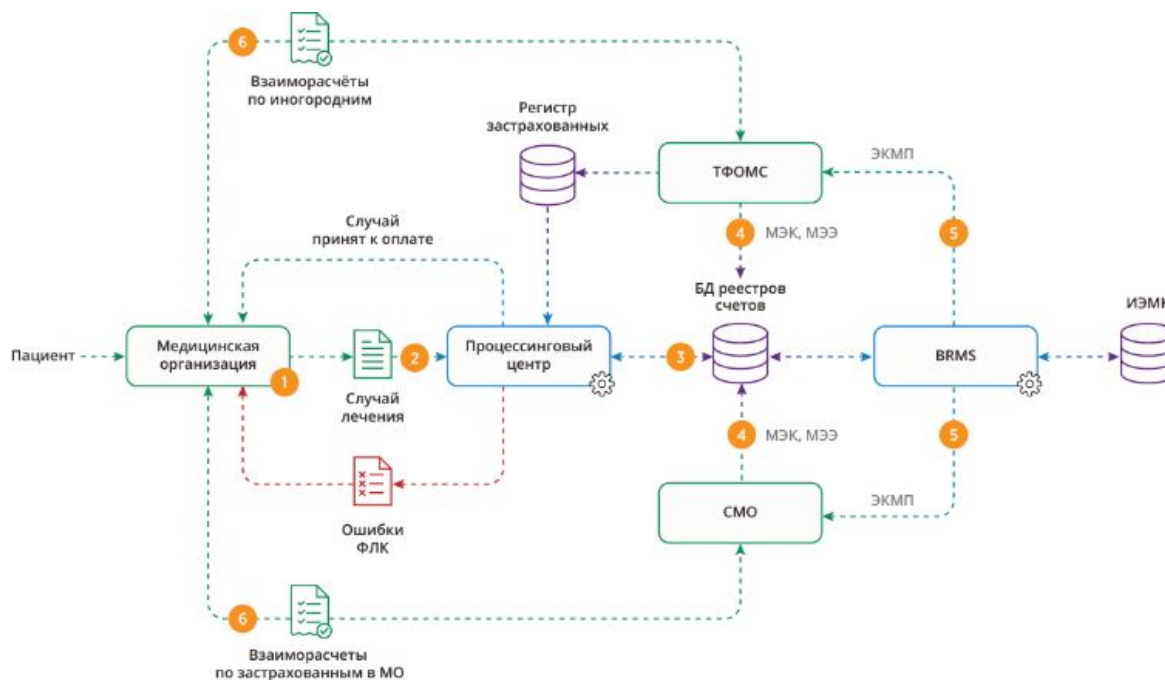 6
Взаиморасчёты
по иногородним
Регистр
застрахованных
ТФОМС
ЭКМП
Случай
принят к оплате
4
МЭК, МЭЭ
5
БД реестров
счетов
ИЭМК
Пациент
Медицинская
организация
1
2
Процессинговый
центр
3
BRMS
Случай
лечения
4
МЭК, МЭЭ
5
СМО
ЭКМП
Ошибки
ФЛК
6
Взаиморасчеты
по застрахованным в МО